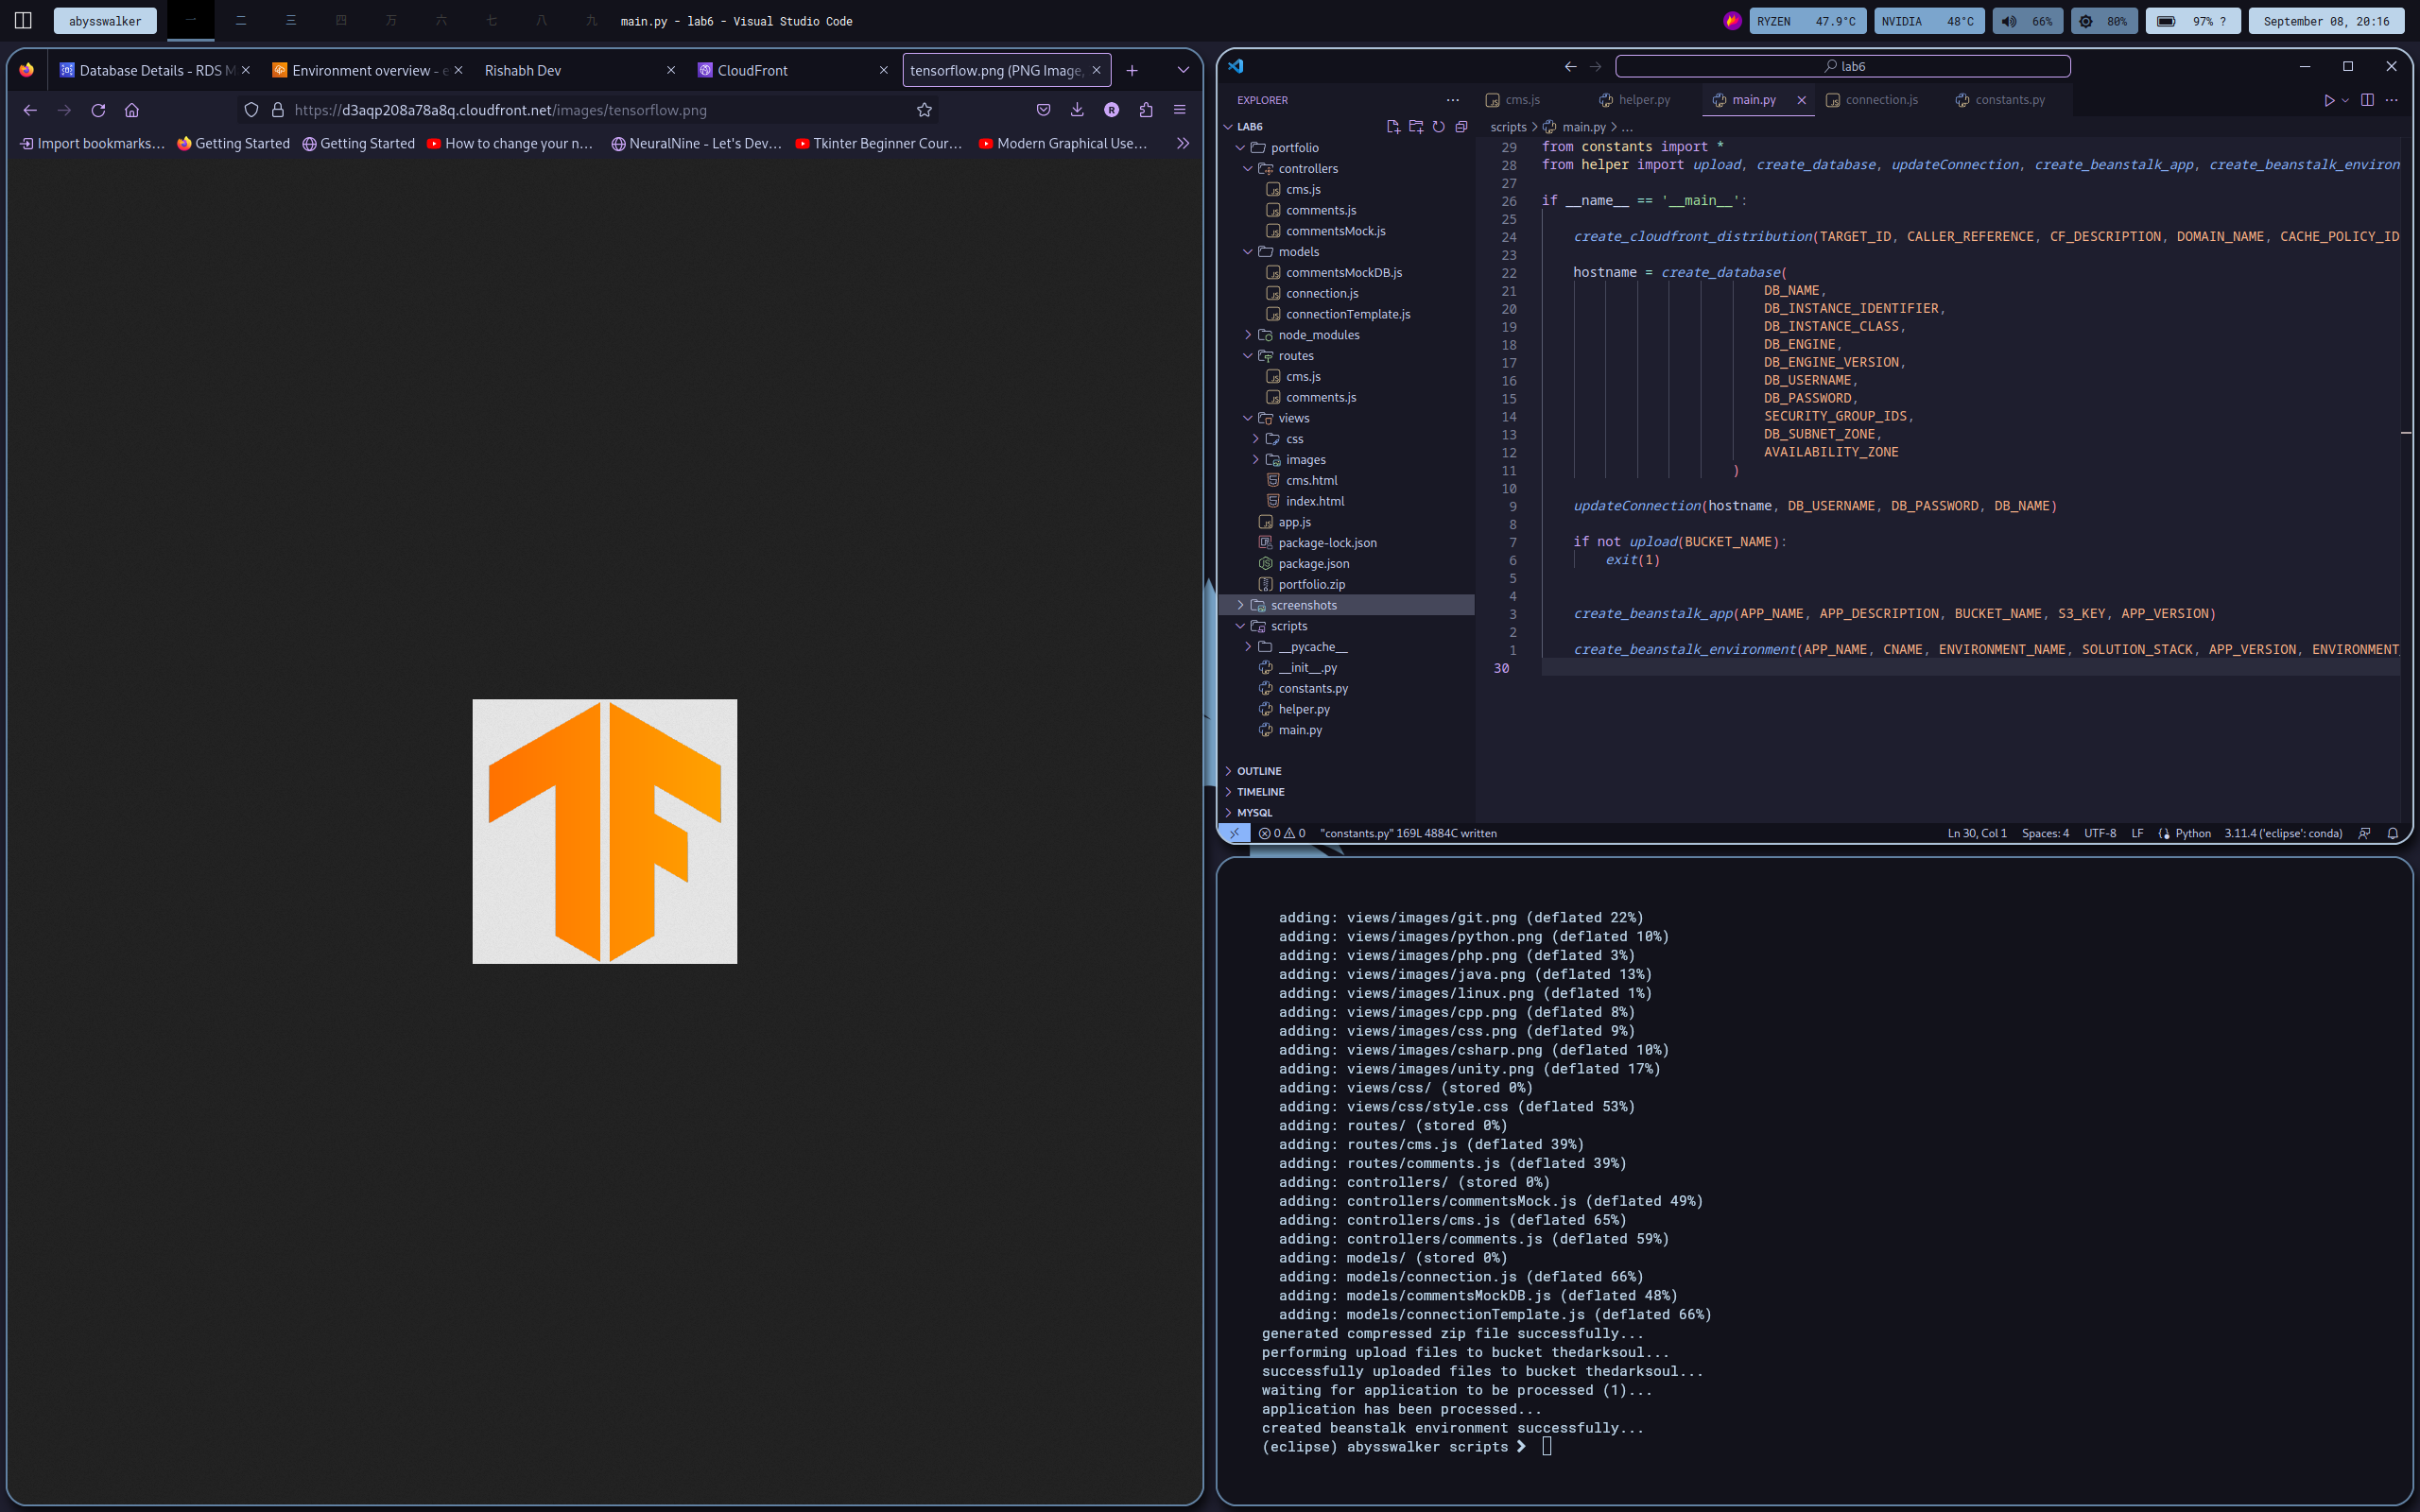 abysswalker 一 二 三 四 万 六 七 八 九 main.py - lab6 - Visual Studio Code RYZEN 47.9°C NVIDIA 48°C 66% 80% 97% ? September 08, 20:16
Database Details - RDS M Environment overview - e Rishabh Dev CloudFront tensorflow.png (PNG Image,
https://d3aqp208a78a8q.cloudfront.net/images/tensorflow.png R
Import bookmarks... Getting Started Getting Started How to change your n... NeuralNine - Let's Dev... Tkinter Beginner Cour... Modern Graphical Use...
lab6
EXPLORER
cms.js helper.py main.py connection.js constants.py
LAB6
scripts > main.py > ...
portfolio
controllers
cms.js
comments.js
commentsMock.js
models
commentsMockDB.js
connection.js
connectionTemplate.js
node_modules
routes
cms.js
comments.js
views
css
images
cms.html
index.html
app.js
package-lock.json
package.json
portfolio.zip
screenshots
scripts
__pycache__
__init__.py
constants.py
helper.py
main.py
OUTLINE
TIMELINE
MYSQL
29 from constants import *
28 from helper import upload, create_database, updateConnection, create_beanstalk_app, create_beanstalk_environ
27
26 if __name__ == '__main__':
25
24 create_cloudfront_distribution(TARGET_ID, CALLER_REFERENCE, CF_DESCRIPTION, DOMAIN_NAME, CACHE_POLICY_ID
23
22 hostname = create_database(
21 DB_NAME,
20 DB_INSTANCE_IDENTIFIER,
19 DB_INSTANCE_CLASS,
18 DB_ENGINE,
17 DB_ENGINE_VERSION,
16 DB_USERNAME,
15 DB_PASSWORD,
14 SECURITY_GROUP_IDS,
13 DB_SUBNET_ZONE,
12 AVAILABILITY_ZONE
11 )
10
9 updateConnection(hostname, DB_USERNAME, DB_PASSWORD, DB_NAME)
8
7 if not upload(BUCKET_NAME):
6 exit(1)
5
4
3 create_beanstalk_app(APP_NAME, APP_DESCRIPTION, BUCKET_NAME, S3_KEY, APP_VERSION)
2
1 create_beanstalk_environment(APP_NAME, CNAME, ENVIRONMENT_NAME, SOLUTION_STACK, APP_VERSION, ENVIRONMENT_
30
0 0 "constants.py" 169L 4884C written Ln 30, Col 1 Spaces: 4 UTF-8 LF Python 3.11.4 ('eclipse': conda)
adding: views/images/git.png (deflated 22%)
adding: views/images/python.png (deflated 10%)
adding: views/images/php.png (deflated 3%)
adding: views/images/java.png (deflated 13%)
adding: views/images/linux.png (deflated 1%)
adding: views/images/cpp.png (deflated 8%)
adding: views/images/css.png (deflated 9%)
adding: views/images/csharp.png (deflated 10%)
adding: views/images/unity.png (deflated 17%)
adding: views/css/ (stored 0%)
adding: views/css/style.css (deflated 53%)
adding: routes/ (stored 0%)
adding: routes/cms.js (deflated 39%)
adding: routes/comments.js (deflated 39%)
adding: controllers/ (stored 0%)
adding: controllers/commentsMock.js (deflated 49%)
adding: controllers/cms.js (deflated 65%)
adding: controllers/comments.js (deflated 59%)
adding: models/ (stored 0%)
adding: models/connection.js (deflated 66%)
adding: models/commentsMockDB.js (deflated 48%)
adding: models/connectionTemplate.js (deflated 66%)
generated compressed zip file successfully...
performing upload files to bucket thedarksoul...
successfully uploaded files to bucket thedarksoul...
waiting for application to be processed (1)...
application has been processed...
created beanstalk environment successfully...
(eclipse) abysswalker scripts ❯